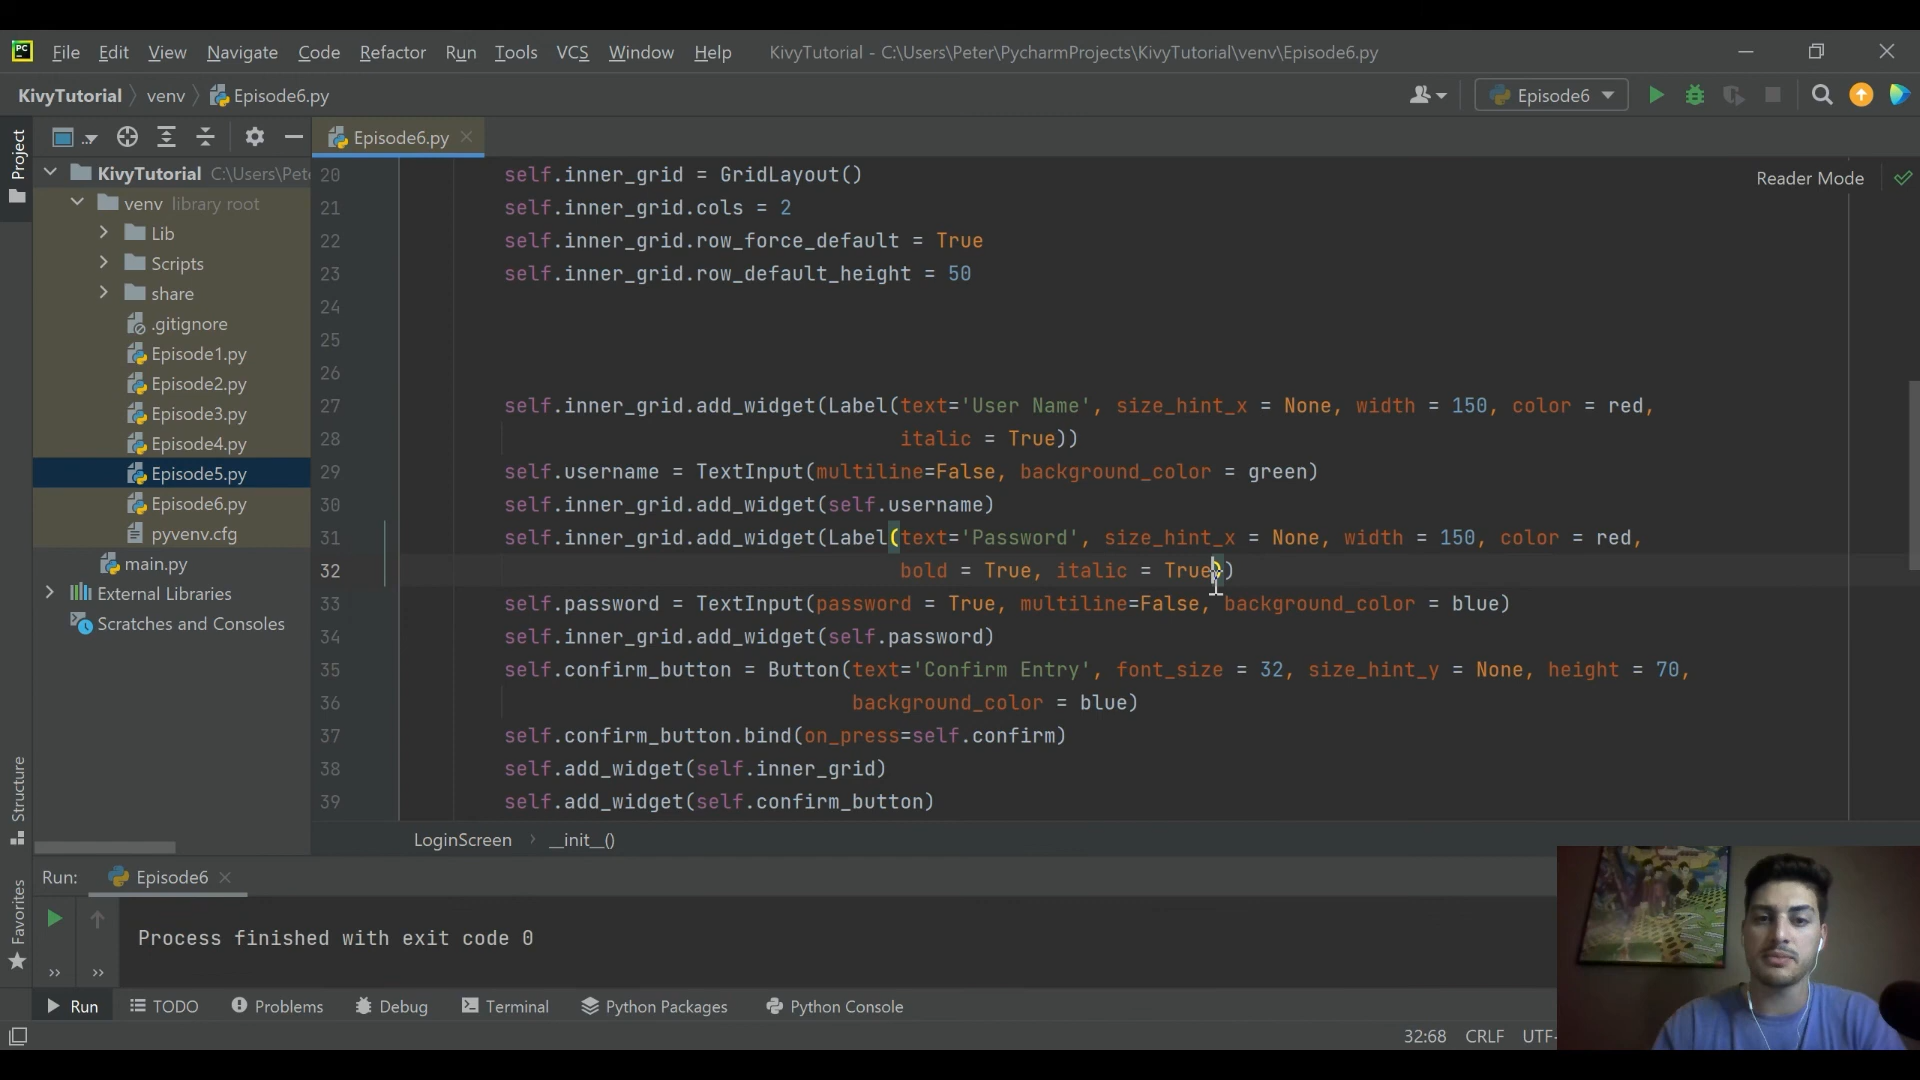 PC File Edit View Navigate Code Refactor Run Tools VCS Window Help KivyTutorial - C:\Users\Peter\PycharmProjects\KivyTutorial\venv\Episode6.py
KivyTutorial venv Episode6.py Episode6
Project
Episode6.py
KivyTutorial C:\Users\Pete
venv library root
Lib
Scripts
share
.gitignore
Episode1.py
Episode2.py
Episode3.py
Episode4.py
Episode5.py
Episode6.py
pyvenv.cfg
main.py
External Libraries
Scratches and Consoles
Reader Mode
20 self.inner_grid = GridLayout()
21 self.inner_grid.cols = 2
22 self.inner_grid.row_force_default = True
23 self.inner_grid.row_default_height = 50
24
25
26
27 self.inner_grid.add_widget(Label(text='User Name', size_hint_x = None, width = 150, color = red,
28 italic = True))
29 self.username = TextInput(multiline=False, background_color = green)
30 self.inner_grid.add_widget(self.username)
31 self.inner_grid.add_widget(Label(text='Password', size_hint_x = None, width = 150, color = red,
32 bold = True, italic = True))
33 self.password = TextInput(password = True, multiline=False, background_color = blue)
34 self.inner_grid.add_widget(self.password)
35 self.confirm_button = Button(text='Confirm Entry', font_size = 32, size_hint_y = None, height = 70,
36 background_color = blue)
37 self.confirm_button.bind(on_press=self.confirm)
38 self.add_widget(self.inner_grid)
39 self.add_widget(self.confirm_button)
LoginScreen __init__()
Structure
Favorites
Run: Episode6
Process finished with exit code 0
Run TODO Problems Debug Terminal Python Packages Python Console
32:68 CRLF UTF-